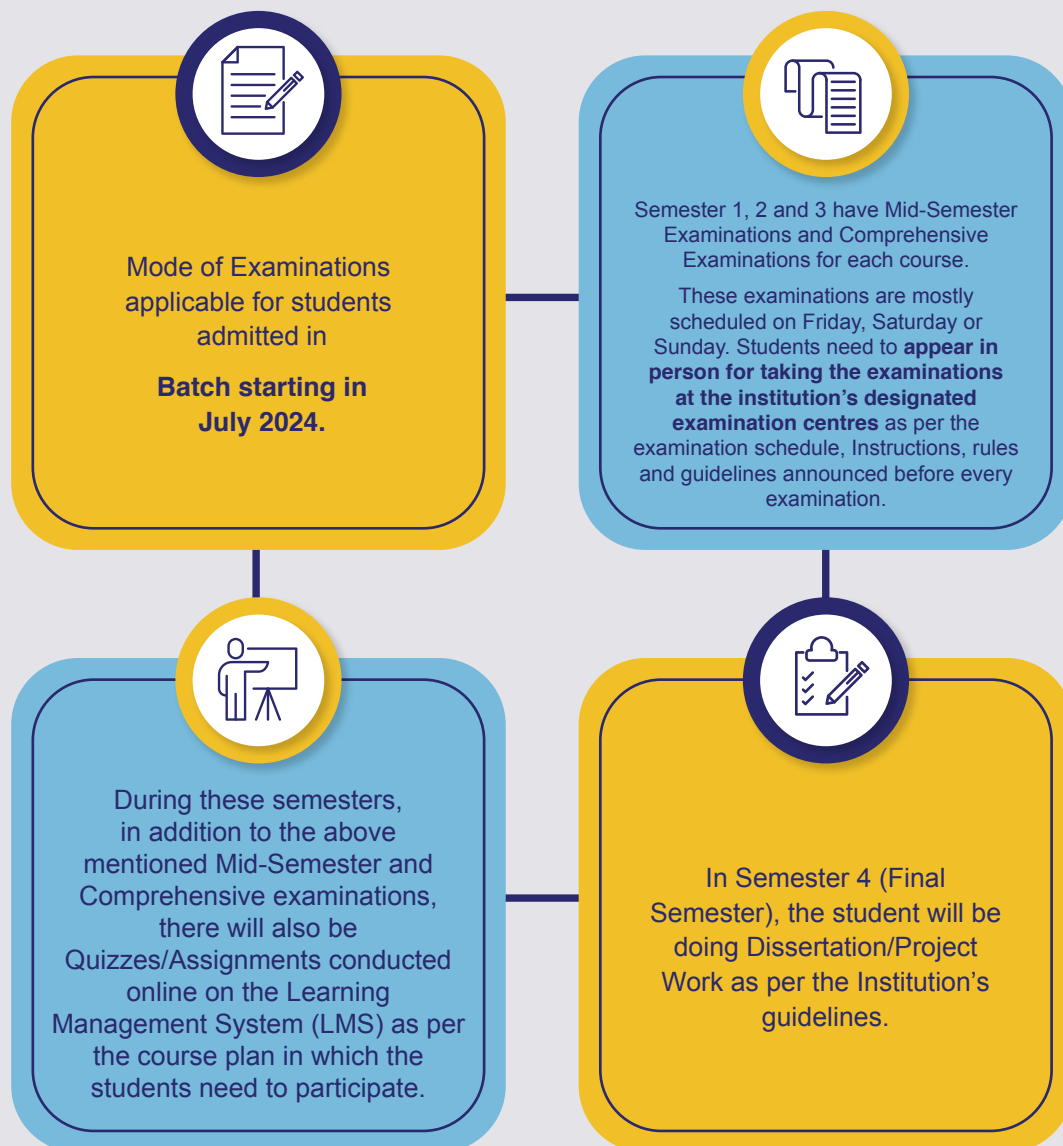 Mode of Examinations
applicable for students
admitted in
Batch starting in
July 2024.
Semester 1, 2 and 3 have Mid-Semester
Examinations and Comprehensive
Examinations for each course.
These examinations are mostly
scheduled on Friday, Saturday or
Sunday. Students need to appear in
person for taking the examinations
at the institution’s designated
examination centres as per the
examination schedule, Instructions, rules
and guidelines announced before every
examination.
During these semesters,
in addition to the above
mentioned Mid-Semester and
Comprehensive examinations,
there will also be
Quizzes/Assignments conducted
online on the Learning
Management System (LMS) as per
the course plan in which the
students need to participate.
In Semester 4 (Final
Semester), the student will be
doing Dissertation/Project
Work as per the Institution’s
guidelines.